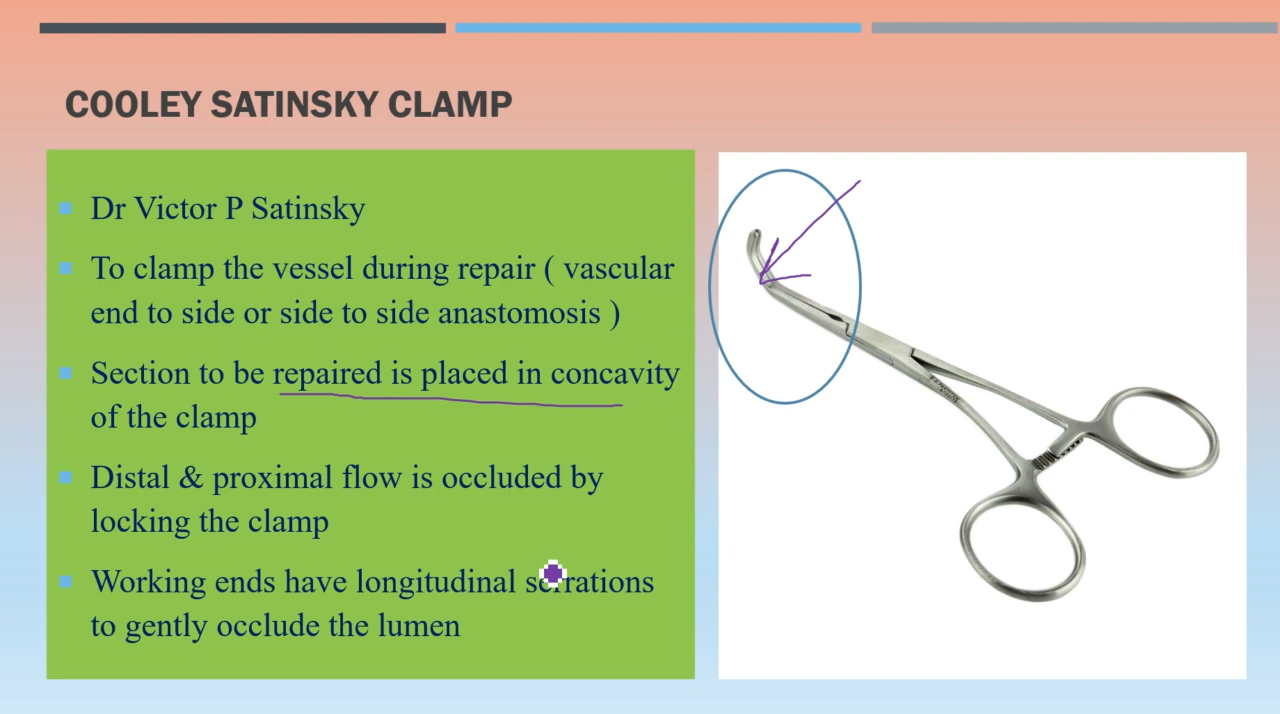 COOLEY SATINSKY CLAMP
Dr Victor P Satinsky
To clamp the vessel during repair ( vascular
end to side or side to side anastomosis )
Section to be repaired is placed in concavity
of the clamp
Distal & proximal flow is occluded by
locking the clamp
Working ends have longitudinal serrations
to gently occlude the lumen